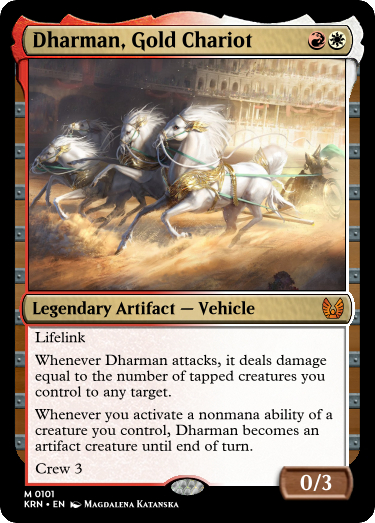 Dharman, Gold Chariot
Legendary Artifact — Vehicle
Lifelink
Whenever Dharman attacks, it deals damage
equal to the number of tapped creatures you
control to any target.
Whenever you activate a nonmana ability of a
creature you control, Dharman becomes an
artifact creature until end of turn.
Crew 3
0/3
M 0101
KRN • EN Magdalena Katanska